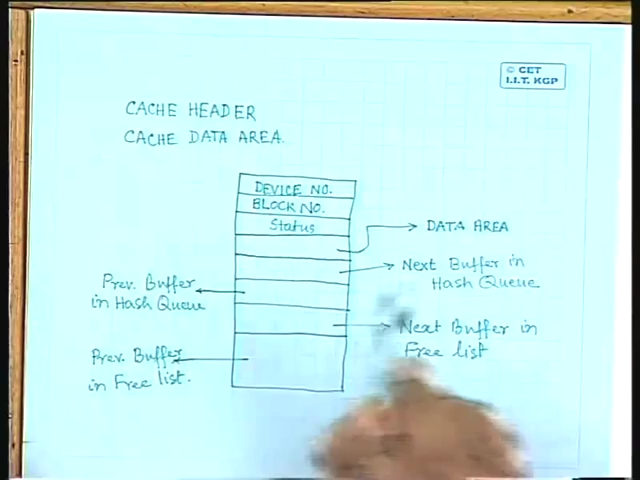 © CET
I.I.T. KGP
CACHE HEADER
CACHE DATA AREA.
DEVICE NO.
BLOCK NO.
Status
DATA AREA
Next Buffer in
Hash Queue
Prev. Buffer
in Hash Queue
Next Buffer in
Free list
Prev. Buffer
in Free list.